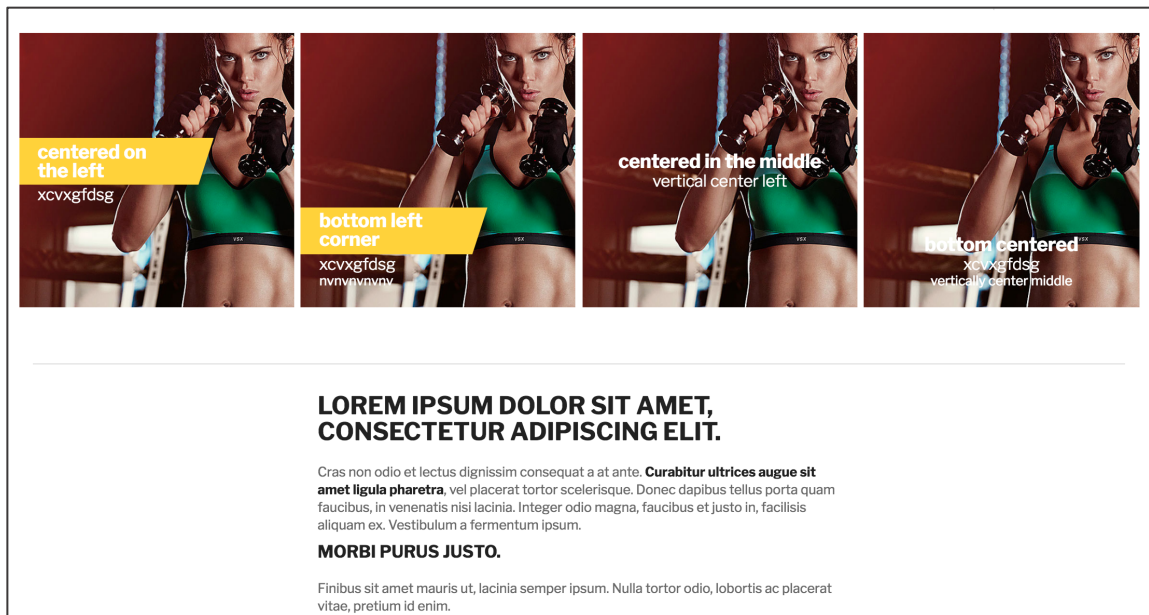 centered on
the left
xcvxgfdsg
vsx
bottom left
corner
xcvxgfdsg
nvnvnvnvnv
vsx
centered in the middle
vertical center left
vsx
bottom centered
xcvxgfdsg
vertically center middle
vsx
LOREM IPSUM DOLOR SIT AMET,
CONSECTETUR ADIPISCING ELIT.
Cras non odio et lectus dignissim consequat a at ante. Curabitur ultrices augue sit
amet ligula pharetra, vel placerat tortor scelerisque. Donec dapibus tellus porta quam
faucibus, in venenatis nisi lacinia. Integer odio magna, faucibus et justo in, facilisis
aliquam ex. Vestibulum a fermentum ipsum.
MORBI PURUS JUSTO.
Finibus sit amet mauris ut, lacinia semper ipsum. Nulla tortor odio, lobortis ac placerat
vitae, pretium id enim.